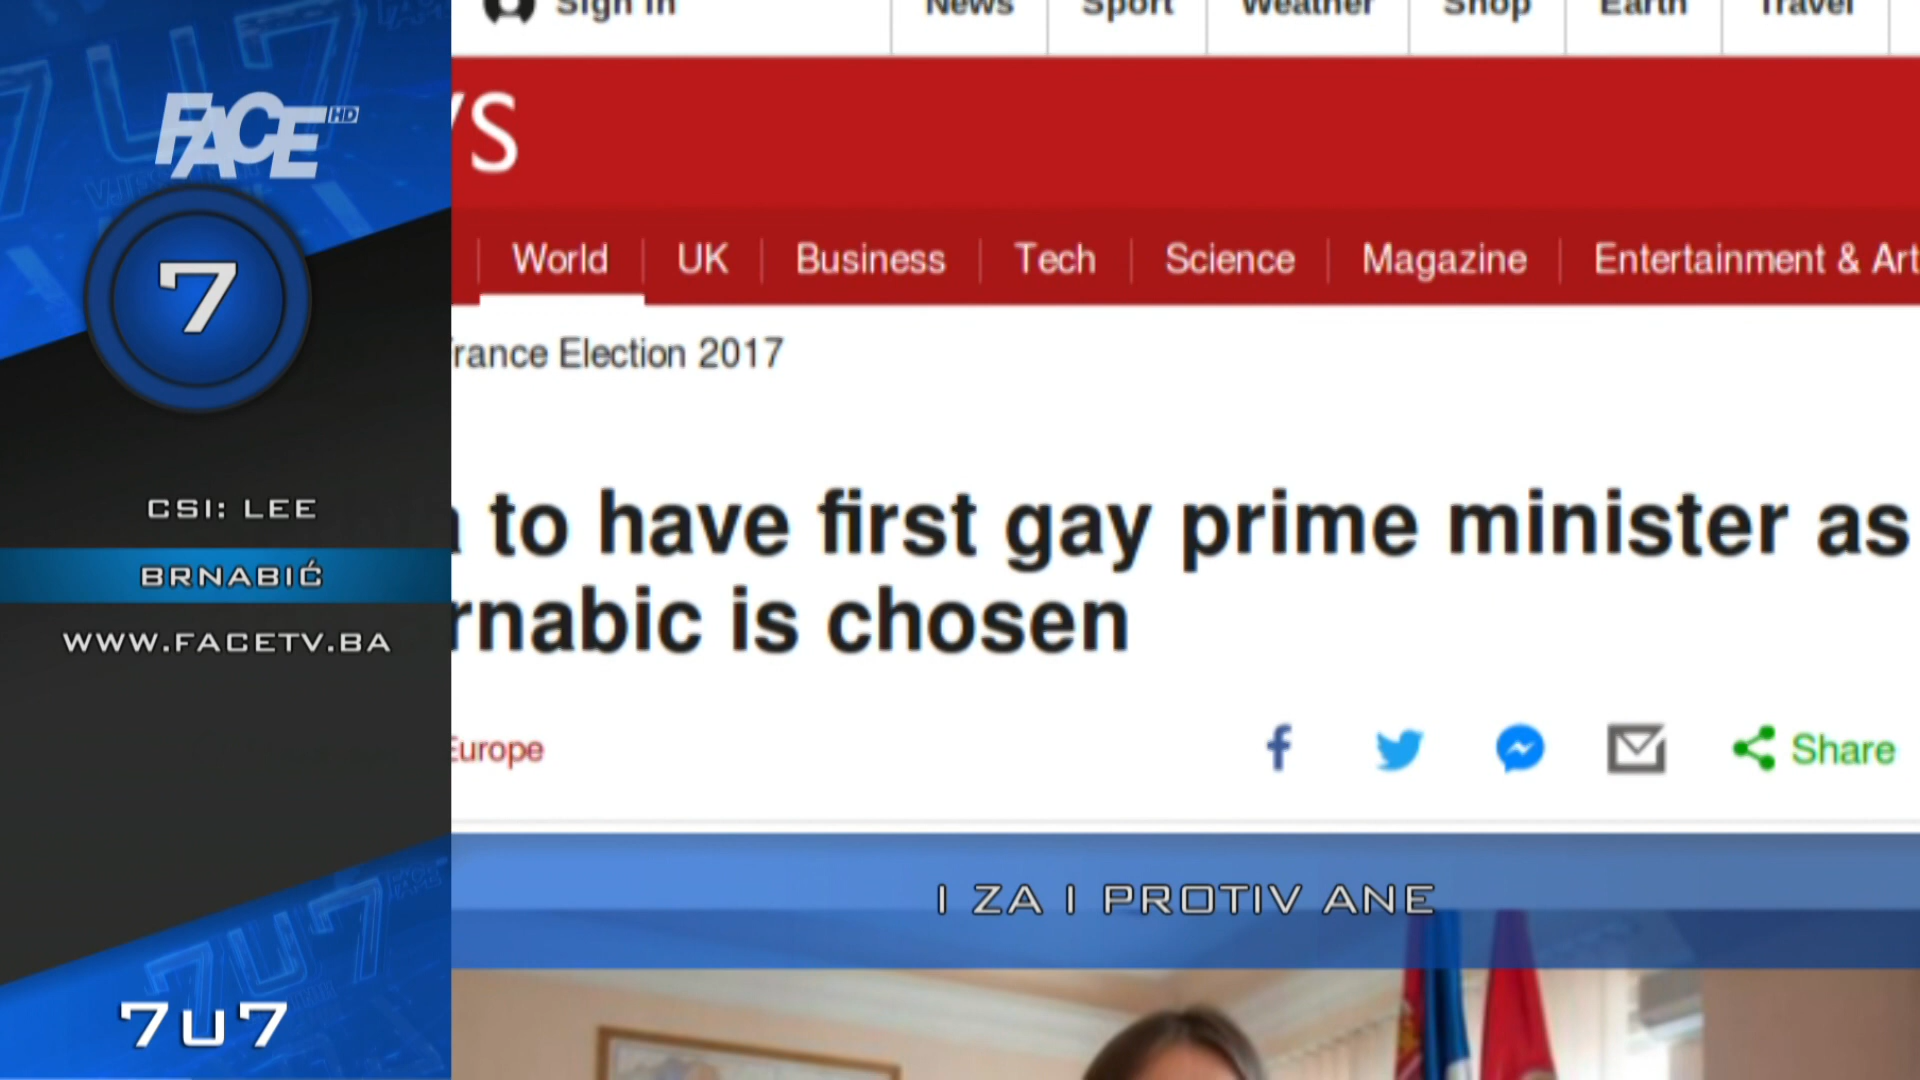 FACE HD
7
CSI: LEE
BRNABIĆ
WWW.FACETV.BA
7U7
Sign in
News
Sport
Weather
Shop
Earth
Travel
World
UK
Business
Tech
Science
Magazine
Entertainment & Art
rance Election 2017
to have first gay prime minister as
rnabic is chosen
Europe
Share
I ZA I PROTIV ANE